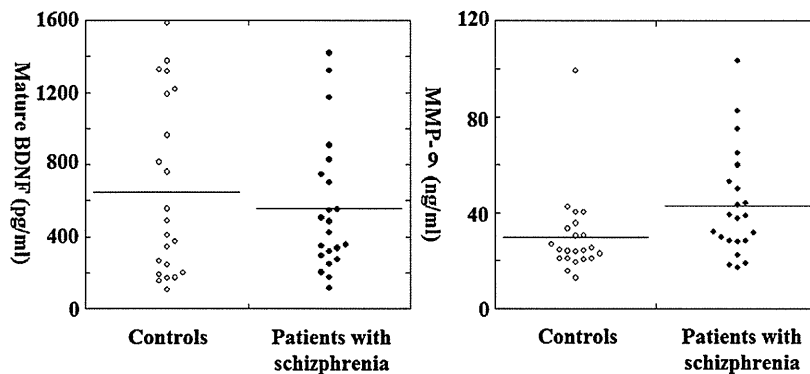 Mature BDNF (pg/ml)
1600
1200
800
400
0
Controls
Patients with
schizphrenia
MMP-9 (ng/ml)
120
80
40
0
Controls
Patients with
schizphrenia